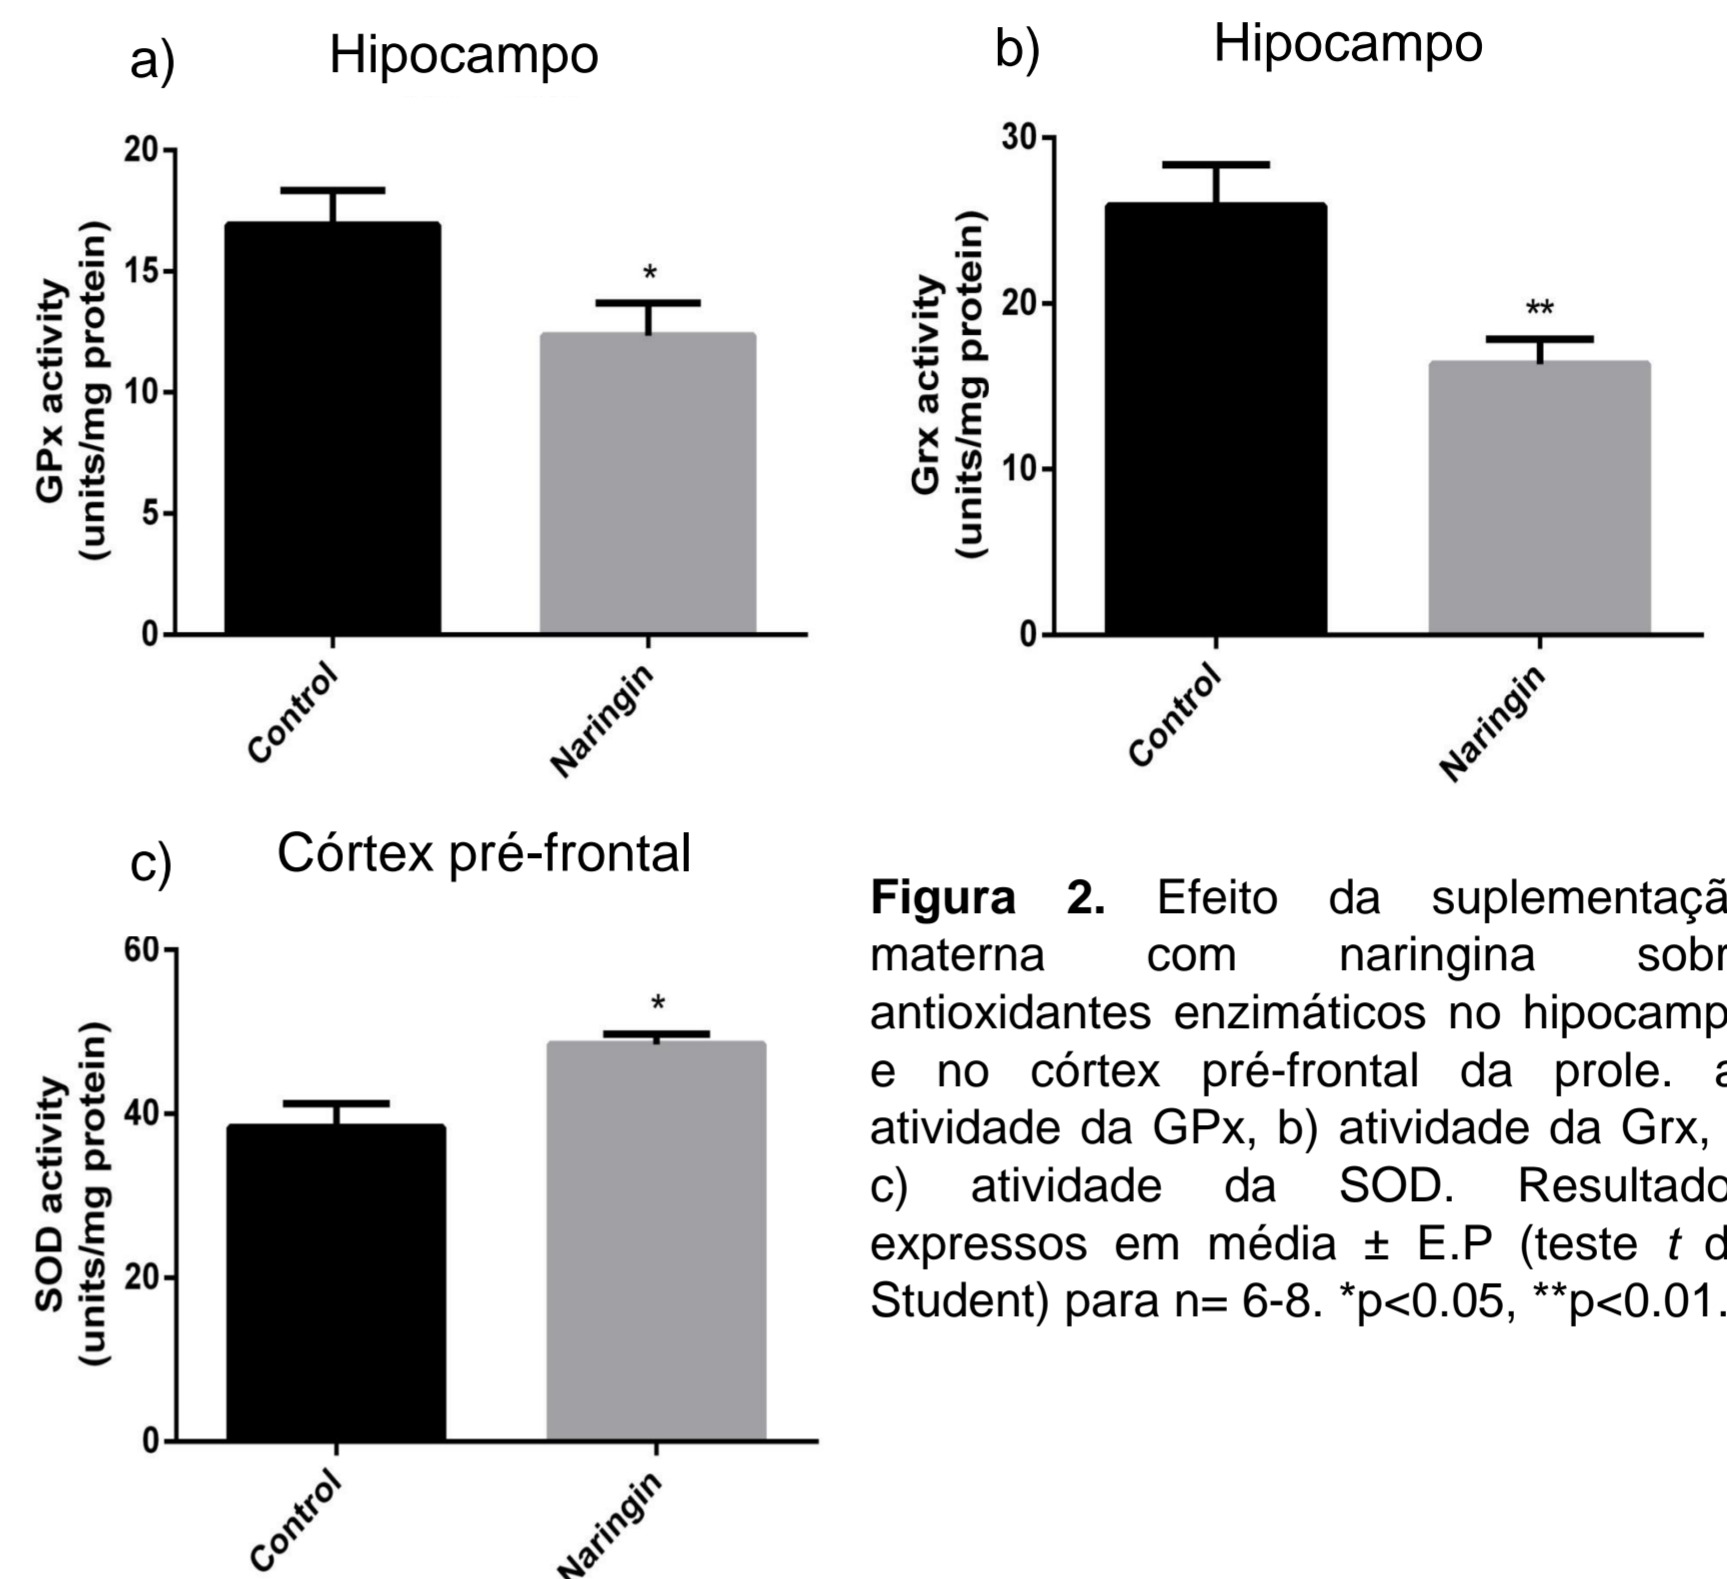 a)
Hipocampo
GPx activity
(units/mg protein)
20
15
10
5
0
*
Control
Naringin
b)
Hipocampo
Grx activity
(units/mg protein)
30
20
10
0
**
Control
Naringin
c)
Córtex pré-frontal
SOD activity
(units/mg protein)
60
40
20
0
*
Control
Naringin
Figura 2. Efeito da suplementaçã
materna com naringina sobr
antioxidantes enzimáticos no hipocamp
e no córtex pré-frontal da prole. a
atividade da GPx, b) atividade da Grx,
c) atividade da SOD. Resultado
expressos em média ± E.P (teste t d
Student) para n= 6-8. *p<0.05, **p<0.01.